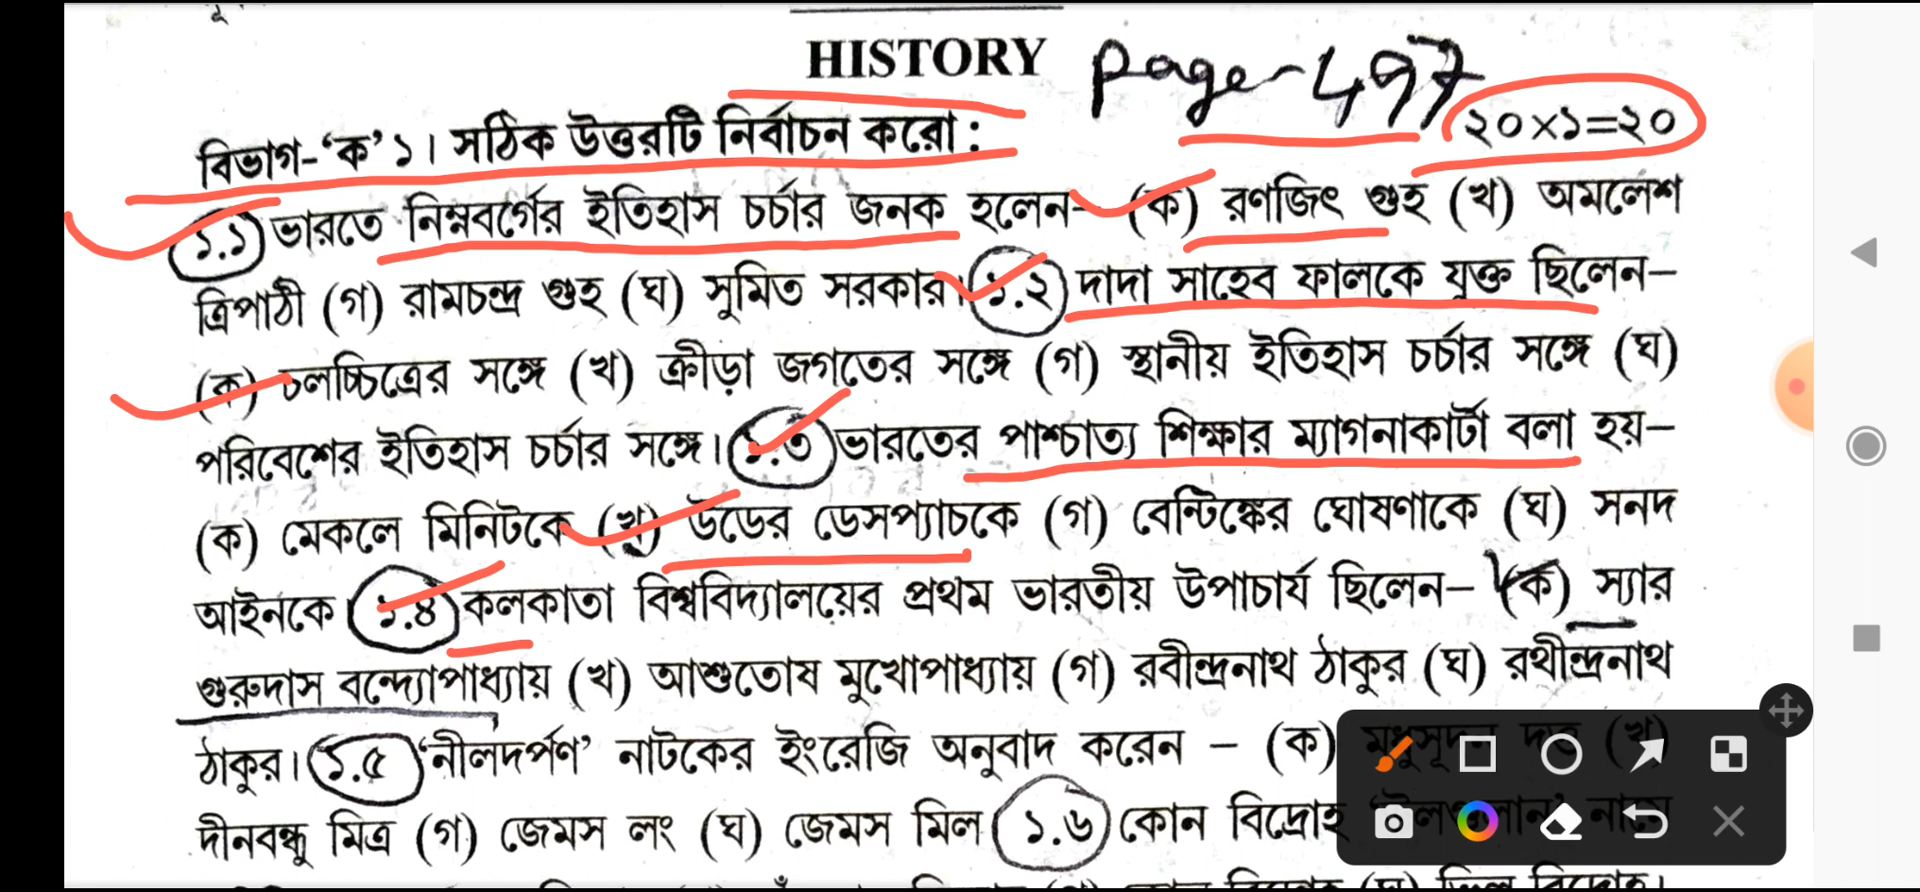 HISTORY Page-497
বিভাগ-‘ক’ ১। সঠিক উত্তরটি নির্বাচন করো : ২০×১=২০
১.১ ভারতে নিম্নবর্গের ইতিহাস চর্চার জনক হলেন- (ক) রণজিৎ গুহ (খ) অমলেশ
ত্রিপাঠী (গ) রামচন্দ্র গুহ (ঘ) সুমিত সরকার। ১.২ দাদা সাহেব ফালকে যুক্ত ছিলেন–
(ক) চলচ্চিত্রের সঙ্গে (খ) ক্রীড়া জগতের সঙ্গে (গ) স্থানীয় ইতিহাস চর্চার সঙ্গে (ঘ)
পরিবেশের ইতিহাস চর্চার সঙ্গে। ১.৩ ভারতের পাশ্চাত্য শিক্ষার ম্যাগনাকার্টা বলা হয়–
(ক) মেকলে মিনিটকে (খ) উডের ডেসপ্যাচকে (গ) বেন্টিঙ্কের ঘোষণাকে (ঘ) সনদ
আইনকে। ১.৪ কলকাতা বিশ্ববিদ্যালয়ের প্রথম ভারতীয় উপাচার্য ছিলেন– (ক) স্যার
গুরুদাস বন্দ্যোপাধ্যায় (খ) আশুতোষ মুখোপাধ্যায় (গ) রবীন্দ্রনাথ ঠাকুর (ঘ) রথীন্দ্রনাথ
ঠাকুর। ১.৫ ‘নীলদর্পণ’ নাটকের ইংরেজি অনুবাদ করেন – (ক) মধুসূদন দত্ত (খ)
দীনবন্ধু মিত্র (গ) জেমস লং (ঘ) জেমস মিল ১.৬ কোন বিদ্রোহ নামে
(ঘ) ভিল বিদ্রোহ।